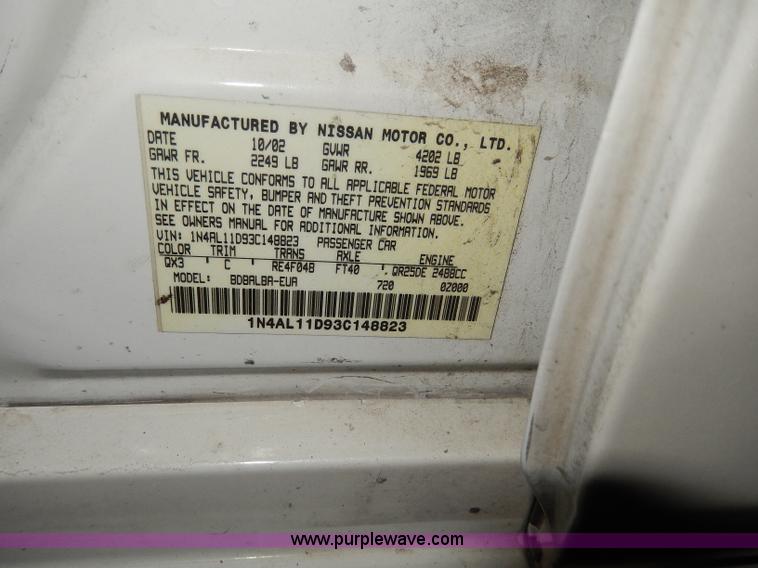 MANUFACTURED BY NISSAN MOTOR CO., LTD.
DATE 10/02 GVWR 4202 LB
GAWR FR. 2249 LB GAWR RR. 1969 LB
THIS VEHICLE CONFORMS TO ALL APPLICABLE FEDERAL MOTOR
VEHICLE SAFETY, BUMPER AND THEFT PREVENTION STANDARDS
IN EFFECT ON THE DATE OF MANUFACTURE SHOWN ABOVE.
SEE OWNERS MANUAL FOR ADDITIONAL INFORMATION.
VIN: 1N4AL11D93C148823 PASSENGER CAR
COLOR TRIM TRANS AXLE ENGINE
QX3 C RE4F04B FT40 QR25DE 2488CC
MODEL: BDBALBA-EUA 720 0Z000
1N4AL11D93C148823
www.purplewave.com